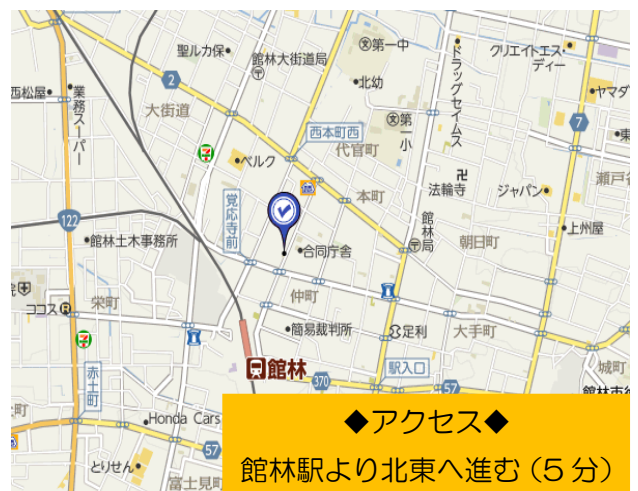 聖ルカ保
館林大街道局
第一中
クリエイトエス・
ディー
2
北幼
ドラッグセイムス
ヤマダ
西松屋
業務スーパー
大街道
第一小
7
西本町西
代官町
ベルク
瀬戸
卍
法輪寺
ジャパン
本町
覚応寺前
122
館林土木事務所
合同庁舎
館林局
朝日町
上州屋
ココス
栄町
仲町
簡易裁判所
足利
大手町
赤土町
館林
駅入口
城町
370
57
館林市役
Honda Cars
57
とりせん
富士見町
◆アクセス◆
館林駅より北東へ進む（5分）